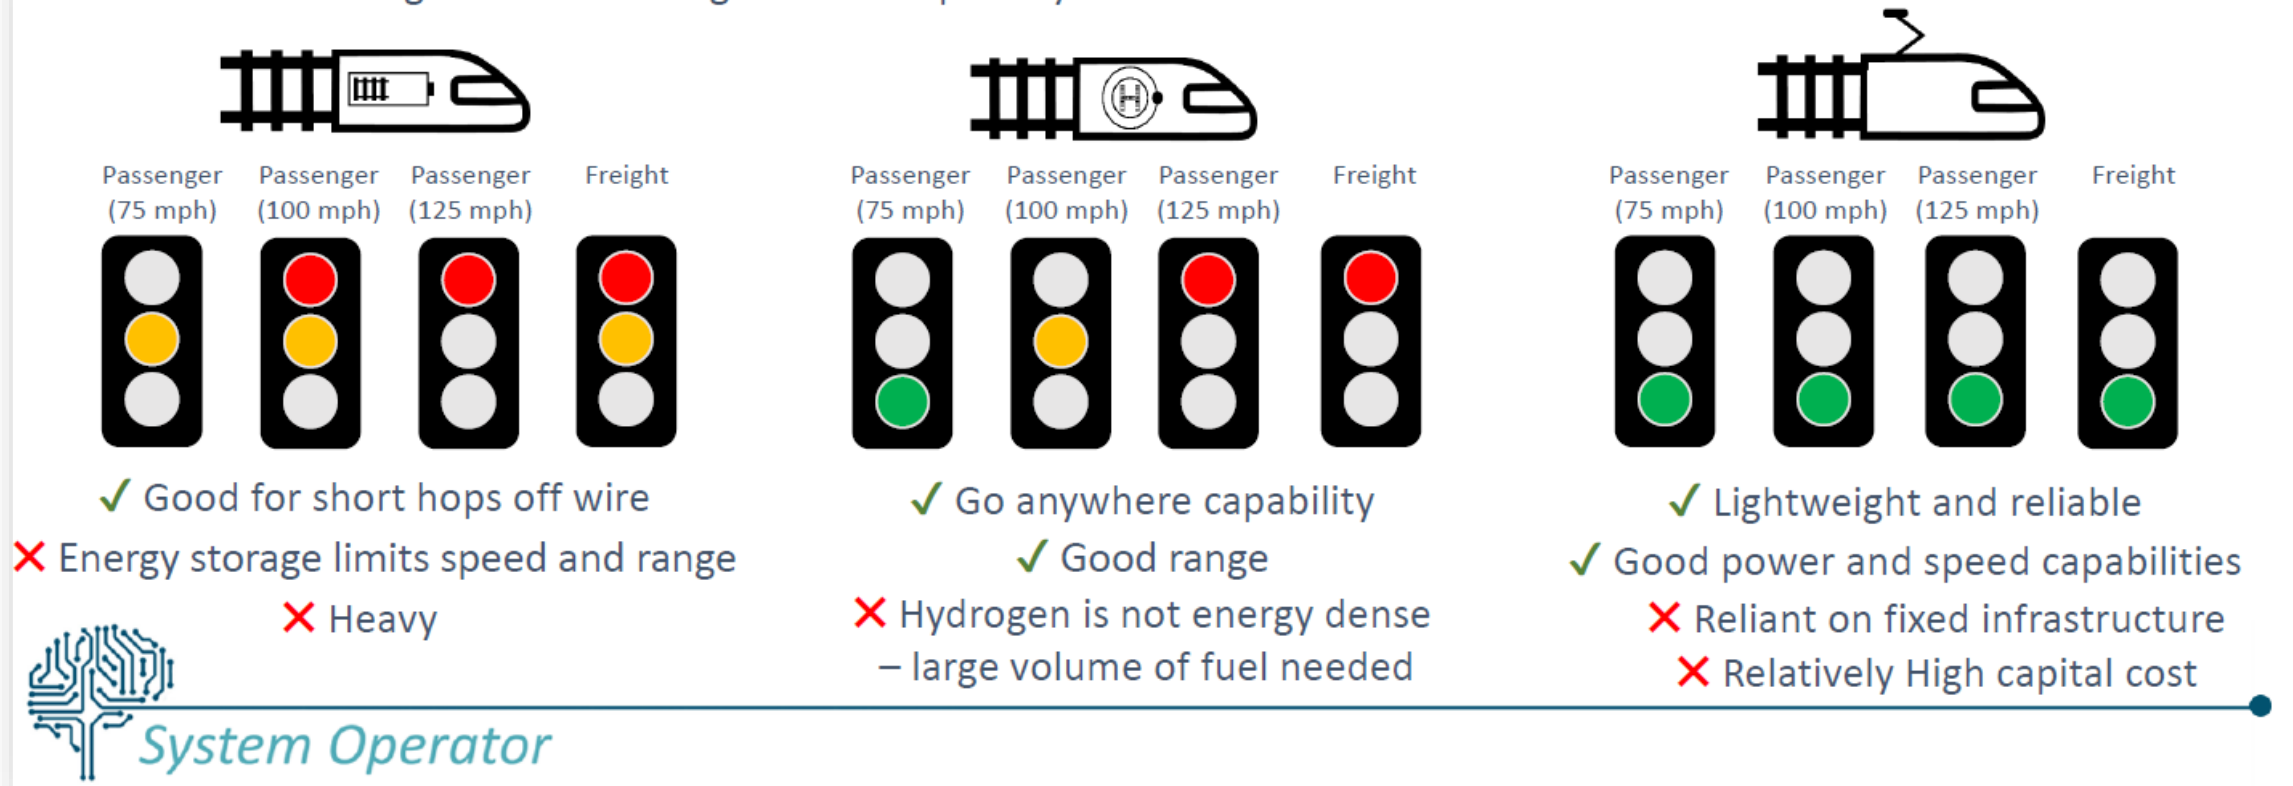 Passenger (75 mph)
Passenger (100 mph)
Passenger (125 mph)
Freight
✓ Good for short hops off wire
✕ Energy storage limits speed and range
✕ Heavy
H
Passenger (75 mph)
Passenger (100 mph)
Passenger (125 mph)
Freight
✓ Go anywhere capability
✓ Good range
✕ Hydrogen is not energy dense
– large volume of fuel needed
Passenger (75 mph)
Passenger (100 mph)
Passenger (125 mph)
Freight
✓ Lightweight and reliable
✓ Good power and speed capabilities
✕ Reliant on fixed infrastructure
✕ Relatively High capital cost
System Operator